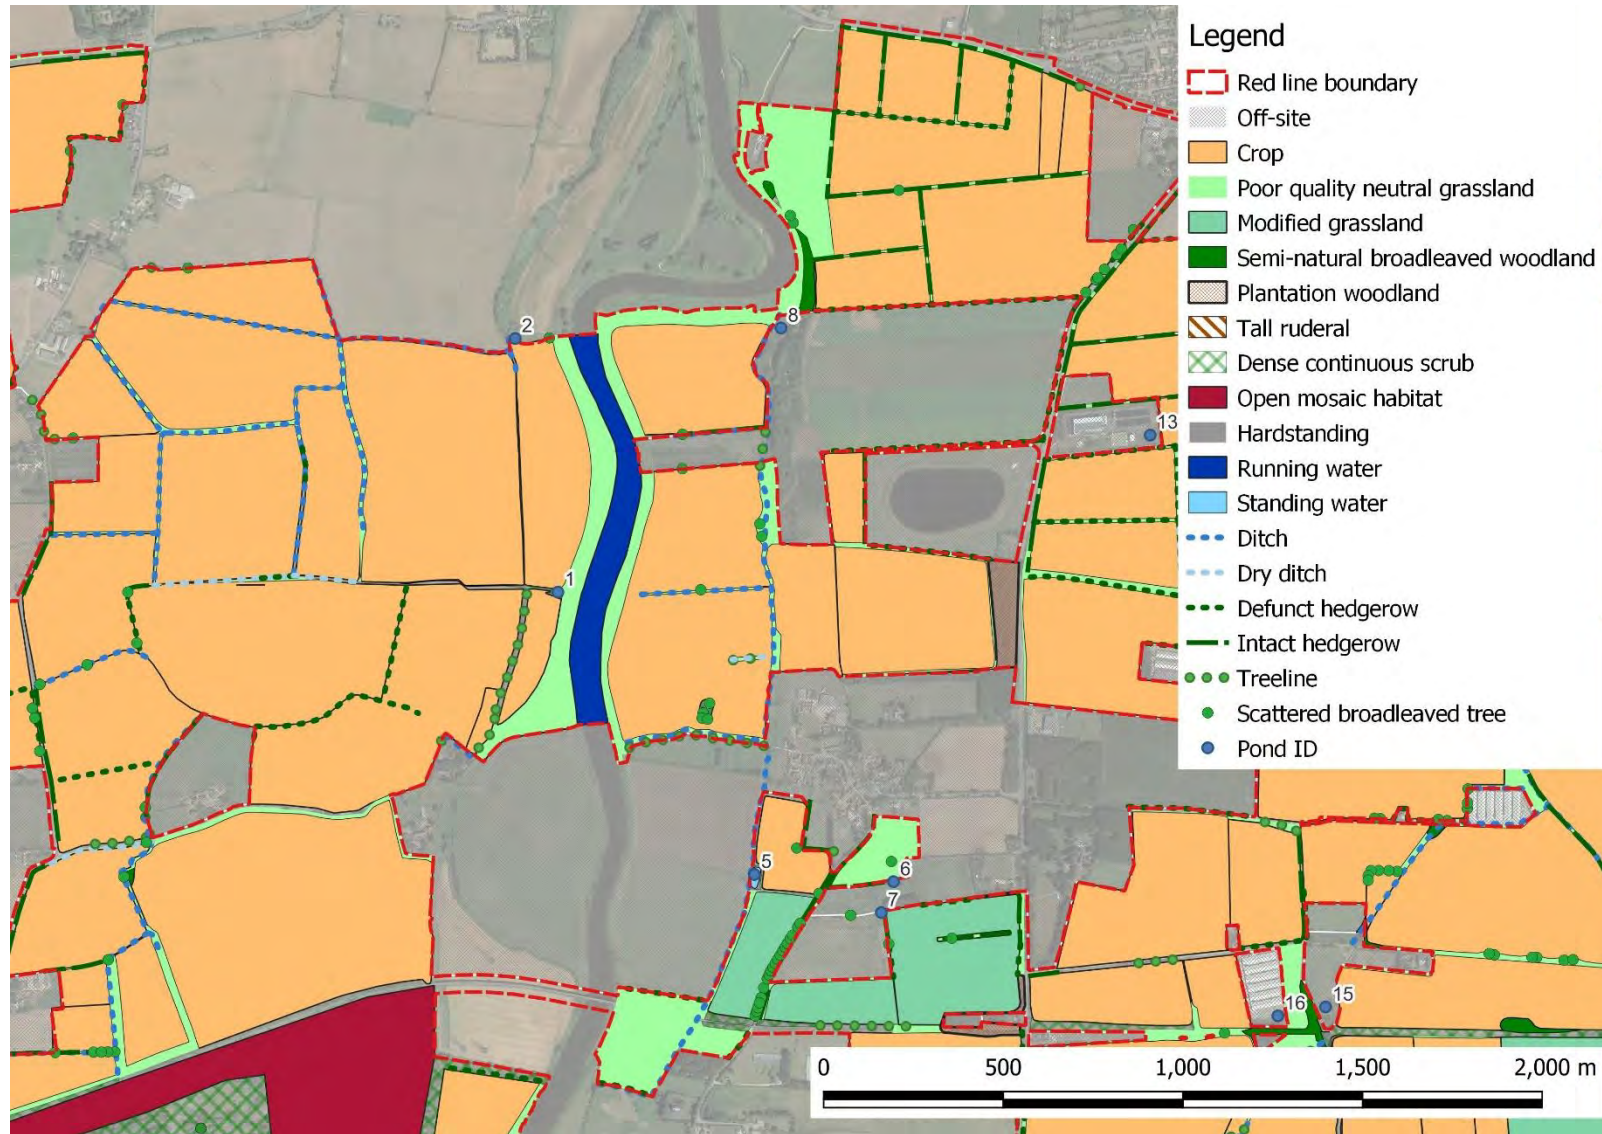 Legend
Red line boundary
Off-site
Crop
Poor quality neutral grassland
Modified grassland
Semi-natural broadleaved woodland
Plantation woodland
Tall ruderal
Dense continuous scrub
Open mosaic habitat
Hardstanding
Running water
Standing water
Ditch
Dry ditch
Defunct hedgerow
Intact hedgerow
Treeline
Scattered broadleaved tree
Pond ID
2
8
13
1
5
6
7
16
15
0 500 1,000 1,500 2,000 m